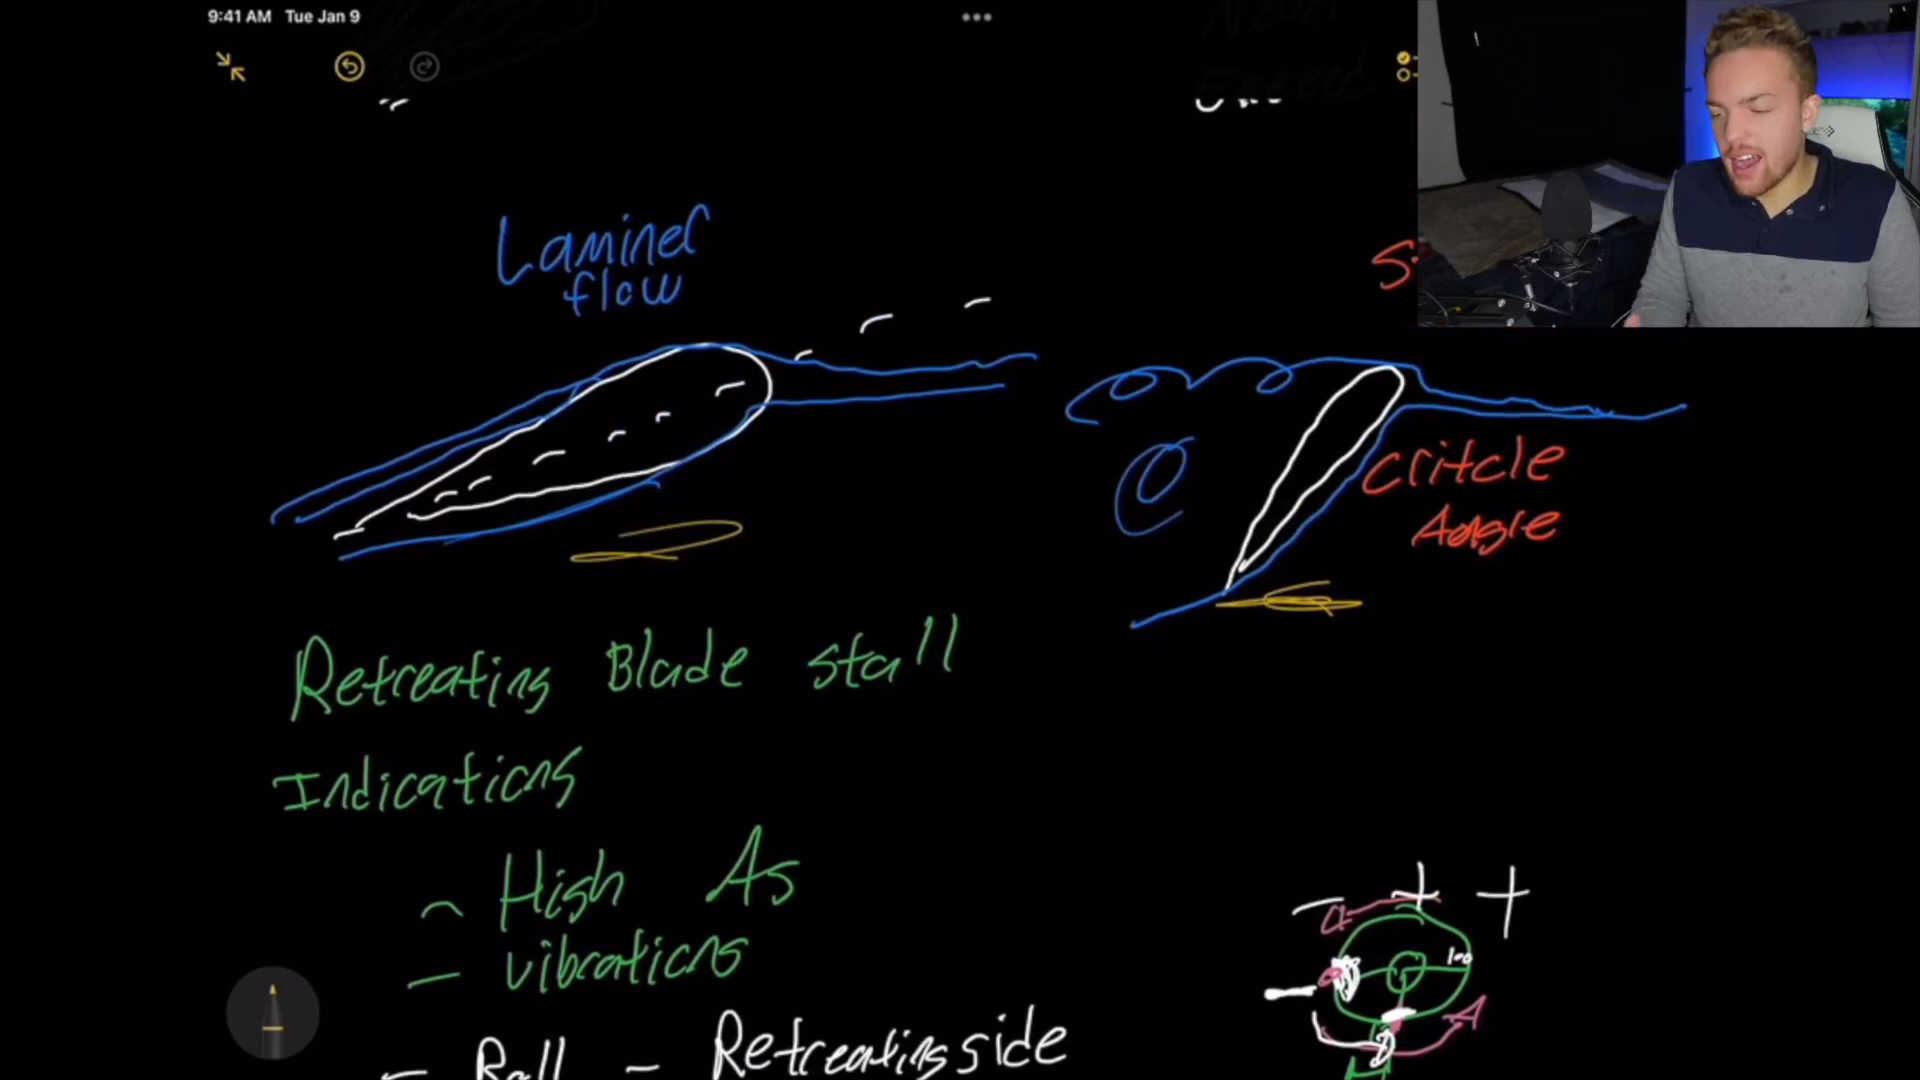 9:41 AM Tue Jan 9
Laminer
flow
Critcle
Angle
Retreating Blade stall
Indications
- High As
- vibrations
- Roll - Retreating side
- + +
A